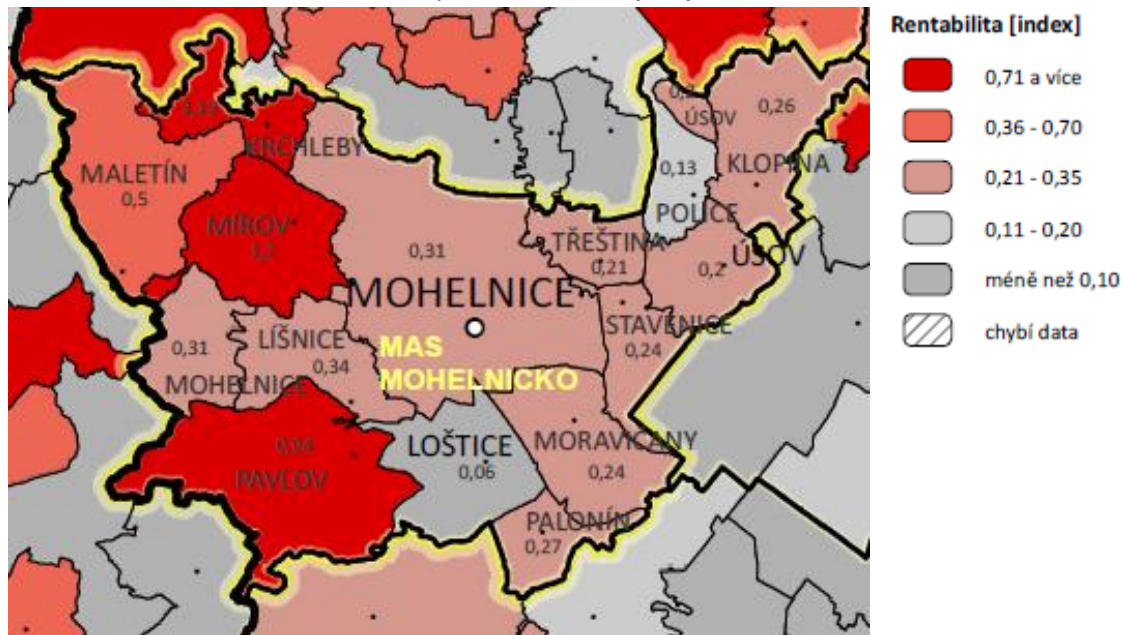 Rentabilita [index]
0,71 a více
0,36 - 0,70
0,21 - 0,35
0,11 - 0,20
méně než 0,10
chybí data
ÚSOV
0,26
KRCHLEBY
MALETÍN
0,5
0,13
KLOPINA
POLICE
MÍROV
0,31
TŘEŠTINA
0,21
0,2
ÚSOV
MOHELNICE
STAVENICE
0,24
0,31
LÍŠNICE
0,34
MOHELNICE
MAS
MOHELNICKO
LOŠTICE
0,06
MORAVIČANY
0,24
PAVLOV
PALONÍN
0,27